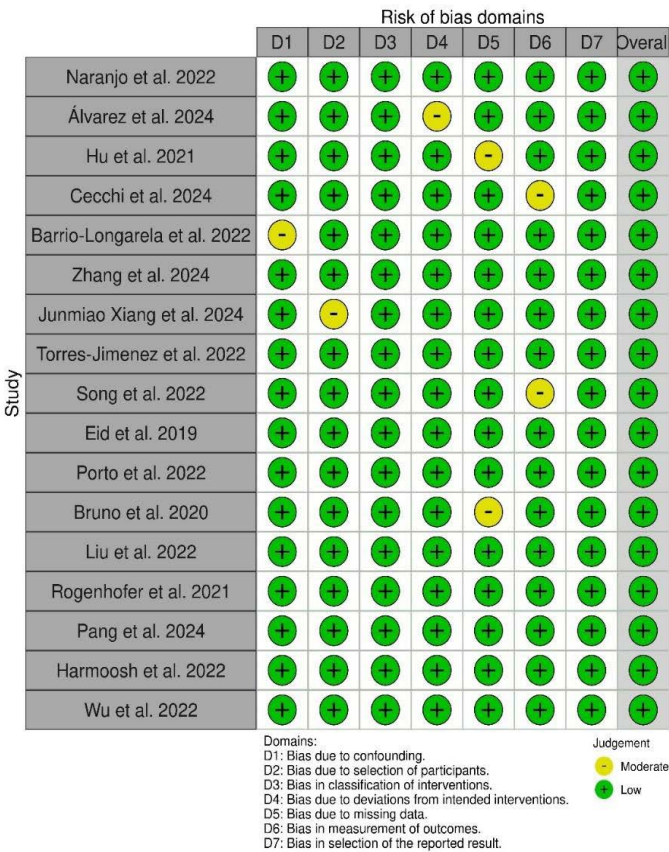 Risk of bias domains
D1 D2 D3 D4 D5 D6 D7 Overall
Study
Naranjo et al. 2022 + + + + + + + +
Álvarez et al. 2024 + + + - + + + +
Hu et al. 2021 + + + + - + + +
Cecchi et al. 2024 + + + + + - + +
Barrio-Longarela et al. 2022 - + + + + + + +
Zhang et al. 2024 + + + + + + + +
Junmiao Xiang et al. 2024 + - + + + + + +
Torres-Jimenez et al. 2022 + + + + + + + +
Song et al. 2022 + + + + + - + +
Eid et al. 2019 + + + + + + + +
Porto et al. 2022 + + + + + + + +
Bruno et al. 2020 + + + + - + + +
Liu et al. 2022 + + + + + + + +
Rogenhofer et al. 2021 + + + + + + + +
Pang et al. 2024 + + + + + + + +
Harmoosh et al. 2022 + + + + + + + +
Wu et al. 2022 + + + + + + + +
Domains:
D1: Bias due to confounding.
D2: Bias due to selection of participants.
D3: Bias in classification of interventions.
D4: Bias due to deviations from intended interventions.
D5: Bias due to missing data.
D6: Bias in measurement of outcomes.
D7: Bias in selection of the reported result.
Judgement
- Moderate
+ Low